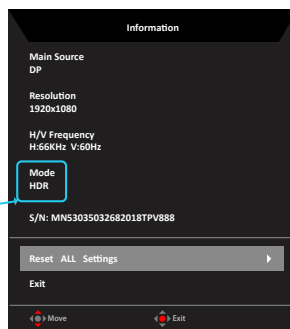 Information
Main Source
DP
Resolution
1920x1080
H/V Frequency
H:66KHz V:60Hz
Mode
HDR
S/N: MN53035032682018TPV888
Reset ALL Settings
Exit
Move Exit